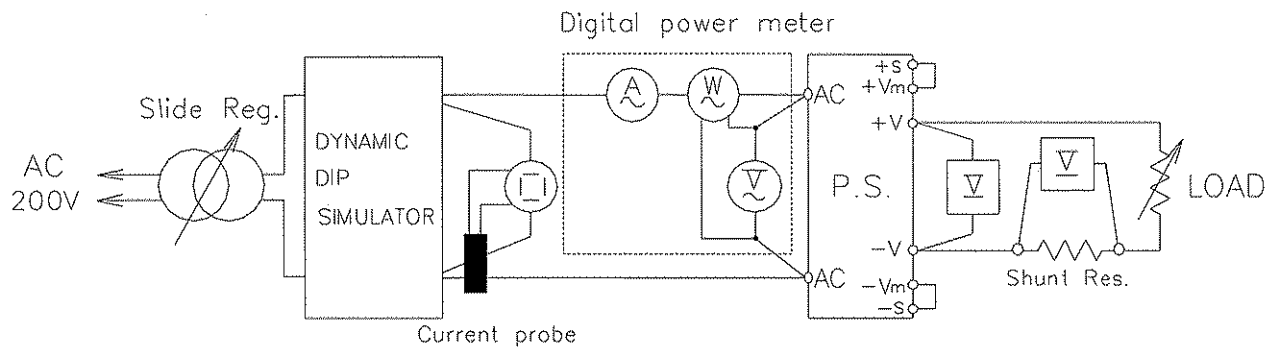 Digital power meter
Slide Reg.
AC
200V
DYNAMIC
DIP
SIMULATOR
Current probe
A
W
V
AC
AC
P.S.
+S
+Vm
+V
-V
-Vm
-S
V
V
Shunt Res.
LOAD